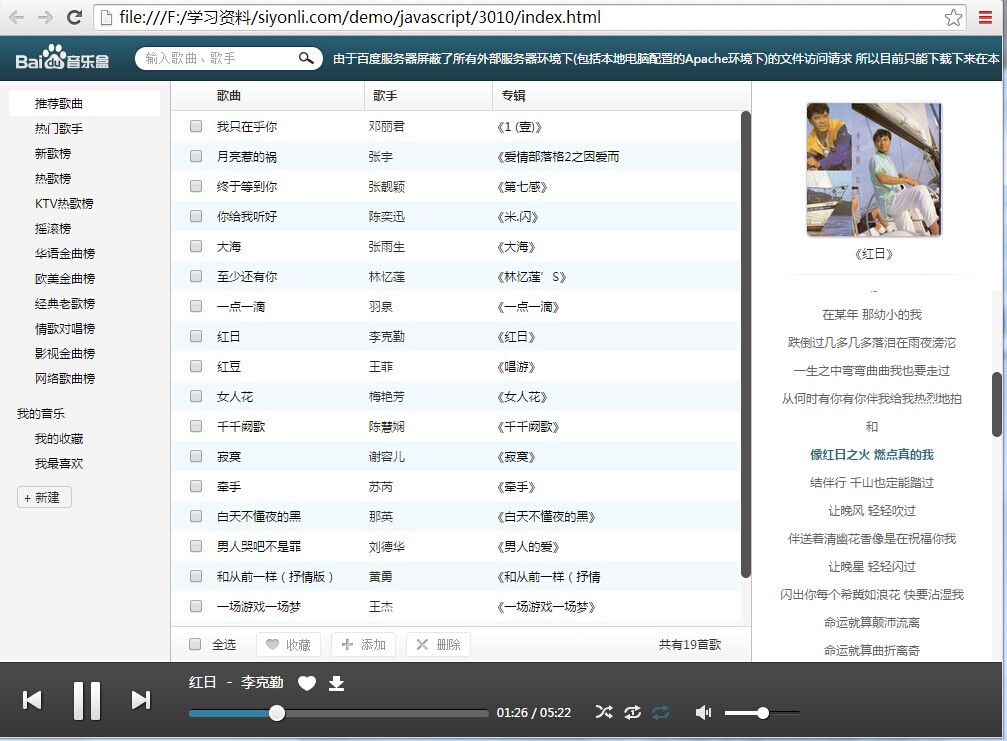 file:///F:/学习资料/siyonli.com/demo/javascript/3010/index.html
Bai du 音乐盒
输入歌曲、歌手
由于百度服务器屏蔽了所有外部服务器环境下(包括本地电脑配置的Apache环境下)的文件访问请求 所以目前只能下载下来在本
推荐歌曲
热门歌手
新歌榜
热歌榜
KTV热歌榜
摇滚榜
华语金曲榜
欧美金曲榜
经典老歌榜
情歌对唱榜
影视金曲榜
网络歌曲榜
我的音乐
我的收藏
我最喜欢
+ 新建
歌曲 歌手 专辑
我只在乎你 邓丽君 《1 (壹)》
月亮惹的祸 张宇 《爱情部落格2之因爱而
终于等到你 张靓颖 《第七感》
你给我听好 陈奕迅 《米.闪》
大海 张雨生 《大海》
至少还有你 林忆莲 《林忆莲’S》
一点一滴 羽泉 《一点一滴》
红日 李克勤 《红日》
红豆 王菲 《唱游》
女人花 梅艳芳 《女人花》
千千阙歌 陈慧娴 《千千阙歌》
寂寞 谢容儿 《寂寞》
牵手 苏芮 《牵手》
白天不懂夜的黑 那英 《白天不懂夜的黑》
男人哭吧不是罪 刘德华 《男人的爱》
和从前一样（抒情版） 黄勇 《和从前一样（抒情
一场游戏一场梦 王杰 《一场游戏一场梦》
全选 收藏 添加 删除 共有19首歌
《红日》
在某年 那幼小的我
跌倒过几多几多落泪在雨夜滂沱
一生之中弯弯曲曲我也要走过
从何时有你有你伴我给我热烈地拍
和
像红日之火 燃点真的我
结伴行 千山也定能踏过
让晚风 轻轻吹过
伴送着清幽花香像是在祝福你我
让晚星 轻轻闪过
闪出你每个希冀如浪花 快要沾湿我
命运就算颠沛流离
命运就算曲折离奇
红日 - 李克勤
01:26 / 05:22